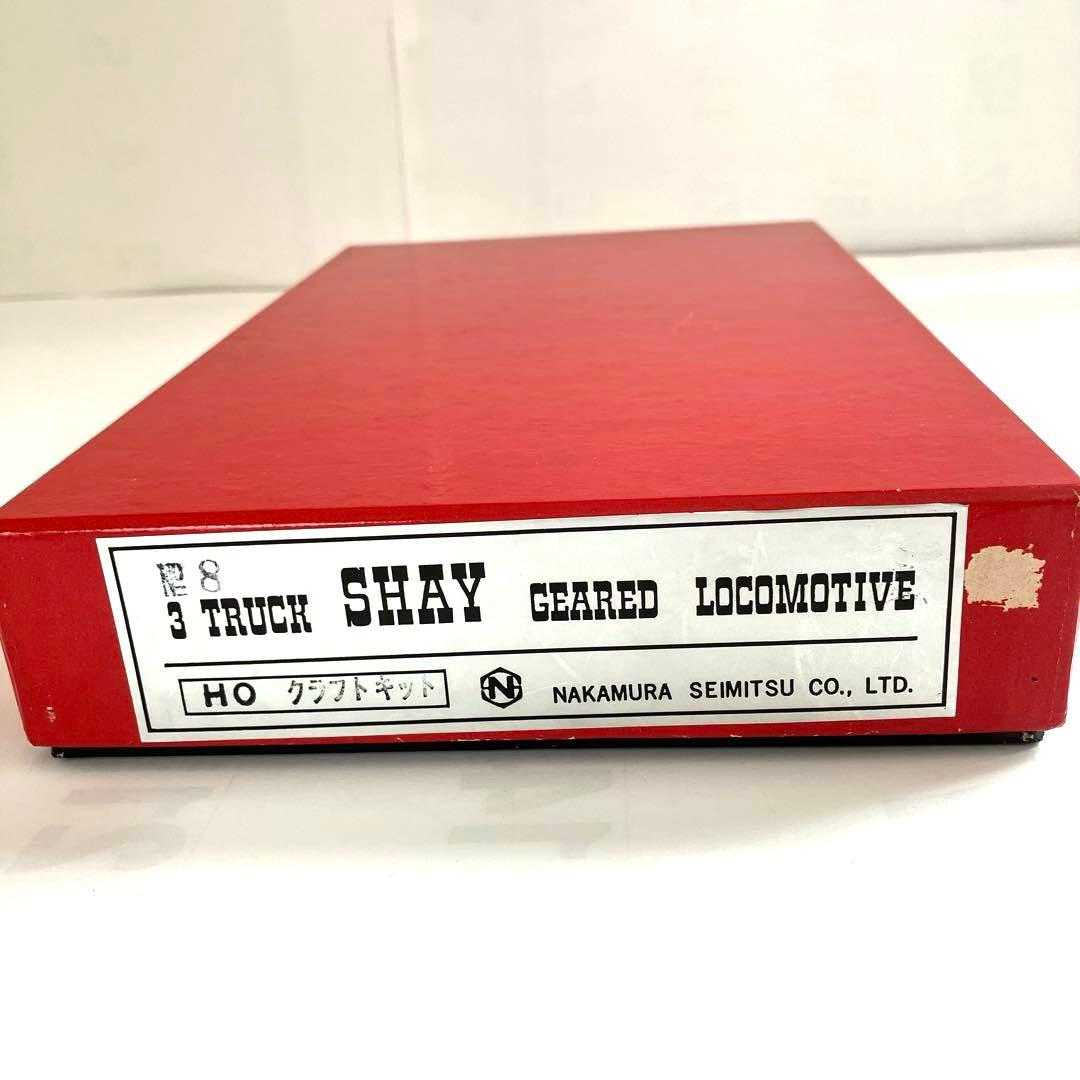 8
3 TRUCK SHAY GEARED LOCOMOTIVE
HO クラフトキット N NAKAMURA SEIMITSU CO., LTD.